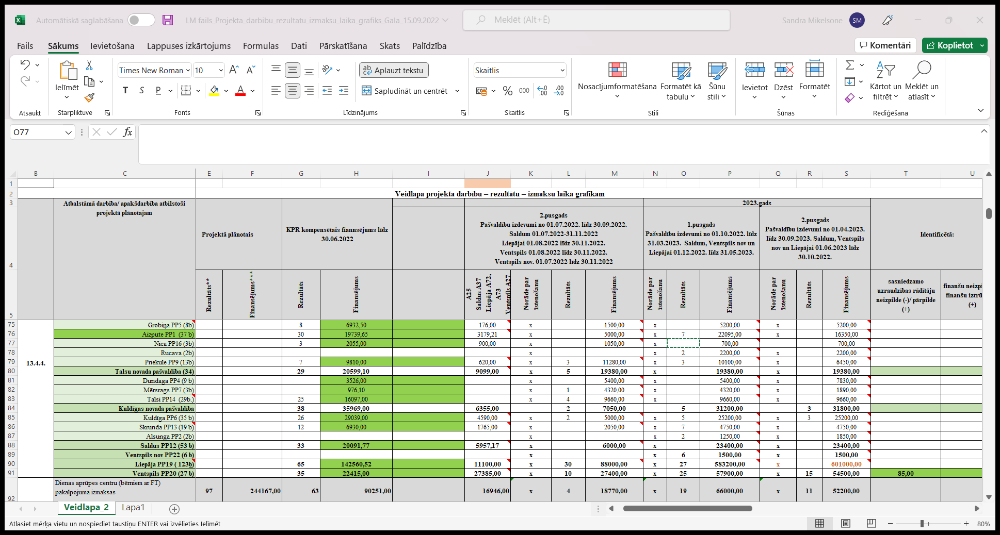 Automātiskā saglabāšana LM fails_Projekta_darbibu_rezultatu_izmaksu_laika_grafiks_Gala_15.09.2022 Meklēt (Alt+Ē) Sandra Mikelsone SM
Fails Sākums Ievietošana Lappuses izkārtojums Formulas Dati Pārskatīšana Skats Palīdzība Komentāri Koplietot
Times New Roman 10 Aplauzt tekstu Skaitlis
Ielīmēt T S P A Sapludināt un centrēt % 000 Nosacījumformatēšana Formatēt kā tabulu Šūnu stili Ievietot Dzēst Formatēt Kārtot un filtrēt Meklēt un atlasīt
Atsaukt Starpliktuve Fonts Līdzinājums Skaitlis Stili Šūnas Rediģēšana
O77 fx
B C E F G H I J K L M N O P Q R S T U
1
2 Veidlapa projekta darbību – rezultātu – izmaksu laika grafikam
3 Atbalstāmā darbība/ apakšdarbība atbilstoši
projektā plānotajam
2023.gads
4 Projektā plānotais
KPR kompensētais fiannsējums līdz
30.06.2022
2.pusgads
Pašvaldību izdevumi no 01.07.2022. līdz 30.09.2022.
Saldum 01.07.2022-31.11.2022
Liepājai 01.08.2022 līdz 30.11.2022.
Ventspils 01.08.2022 līdz 30.11.2022.
Ventspils nov. 01.07.2022 līdz 30.11.2022
1.pusgads
Pašvaldību izdevumi no 01.10.2022. līdz
31.03.2023. Saldum, Ventspils nov un
Liepājai 01.12.2022. līdz 31.05.2023.
2.pusgads
Pašvaldību izdevumi no 01.04.2023.
līdz 30.09.2023. Saldum, Ventspils
nov un Liepājai 01.06.2023 līdz
30.10.2022.
Identificētā:
5 Rezultāts**
Finansējums***
Rezultāts
Finansējums
A25
Saldus A37
Liepāja A72,
A73
Ventspils A27
Norāde par
īstenošanu
Rezultāts
Finansējums
Norāde par
īstenošanu
Rezultāts
Finansējums
Norāde par
īstenošanu
Rezultāts
Finansējums
sasniedzamo
uzraudzības rādītāju
neizpilde (-)/ pārpilde
(+)
finanšu neizpi
finanšu iztrū
(+)
75 Grobiņa PP5 (8b) 8 6932,50 176,00 x 1500,00 x 5200,00 x 5200,00
76 Aizpute PP1 (37 b) 30 19739,65 3179,21 x 5000,00 x 7 22095,00 x 16350,00
77 Nīca PP16 (3b) 3 2055,00 900,00 x 1050,00 x 700,00 700,00
78 Rucava (2b) x x 2 2200,00 x 2200,00
79 13.4.4. Priekule PP9 (13b) 7 9810,00 620,00 x 3 11280,00 x 3 10100,00 x 6450,00
80 Talsu novada pašvaldība (34) 29 20599,10 9099,00 x 5 19380,00 x 19380,00 x 19380,00
81 Dundaga PP4 (9 b) 3526,00 x 5400,00 x 5400,00 x 7830,00
82 Mērsrags PP7 (3b) 976,10 x 1 4320,00 x 4320,00 x 1890,00
83 Talsi PP14 (29b.) 25 16097,00 x 4 9660,00 x 9660,00 x 9660,00
84 Kuldīgas novada pašvaldība 38 35969,00 6355,00 2 7050,00 5 31200,00 3 31800,00
85 Kuldīga PP6 (35 b) 26 29039,00 4590,00 x 2 5000,00 x 5 25200,00 x 3 25200,00
86 Skrunda PP13 (19 b) 12 6930,00 1765,00 x 2050,00 x 7 4750,00 x 4750,00
87 Alsunga PP2 (2b) x x 2 1250,00 x 1850,00
88 Saldus PP12 (53 b) 33 20091,77 5957,17 x 6000,00 x 23400,00 x 23400,00
89 Ventspils nov PP22 (6 b) x x 6 1500,00 x 1500,00
90 Liepāja PP19 ( 123b) 65 142560,52 11100,00 x 30 88000,00 x 27 583200,00 x 601000,00
91 Ventspils PP20 (27 b) 35 22415,00 27385,00 x 10 27400,00 x 25 57900,00 x 15 54500,00 85,00
Dienas aprūpes centru (bērniem ar FT)
92 pakalpojuma izmaksas 97 244167,00 63 90251,00 16946,00 x 4 18770,00 x 19 66000,00 x 11 52200,00
Veidlapa_2 Lapa1
Atlasiet mērķa vietu un nospiediet taustiņu ENTER vai izvēlieties Ielīmēt 80%